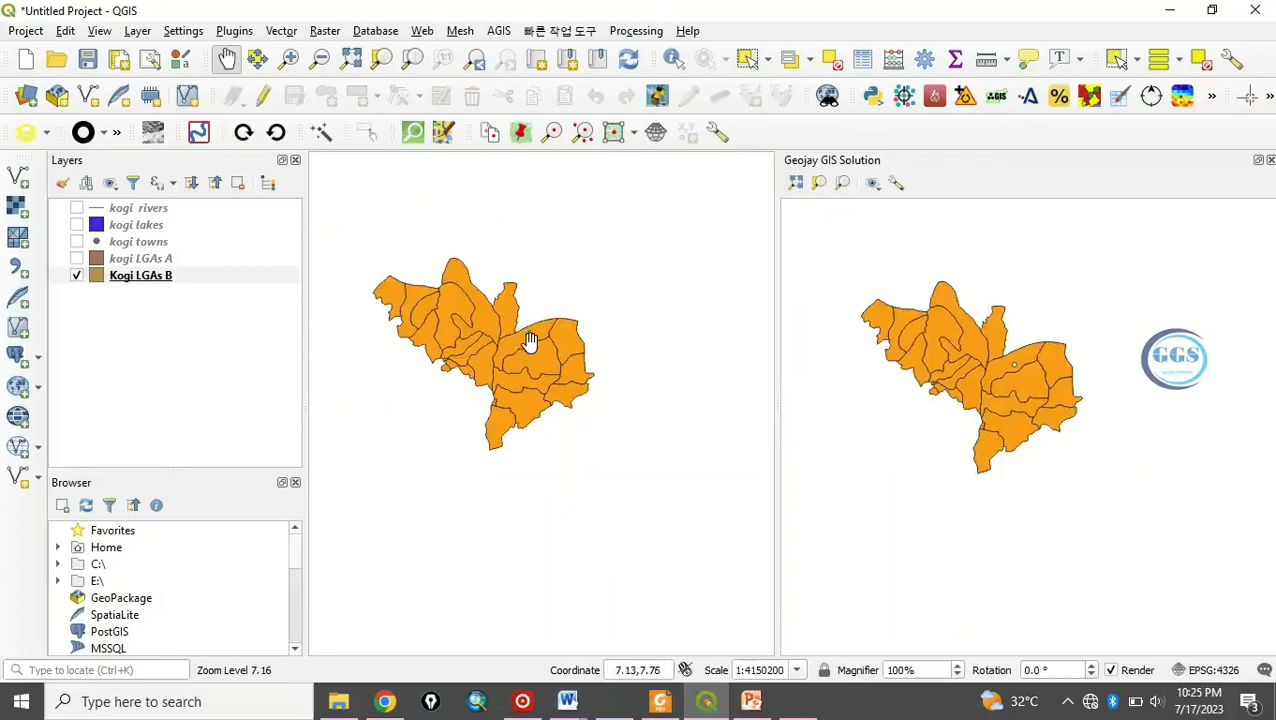 *Untitled Project - QGIS
Project Edit View Layer Settings Plugins Vector Raster Database Web Mesh AGIS 빠른 작업 도구 Processing Help
Layers
Geojay GIS Solution
kogi rivers
kogi lakes
kogi towns
kogi LGAs A
Kogi LGAs B
GGS
Browser
Favorites
Home
C:\
E:\
GeoPackage
SpatiaLite
PostGIS
MSSQL
Type to locate (Ctrl+K) Zoom Level 7.16 Coordinate 7.13,7.76 Scale 1:4150200 Magnifier 100% Rotation 0.0 ° Render EPSG:4326
Type here to search
32°C
10:25 PM
7/17/2023
3